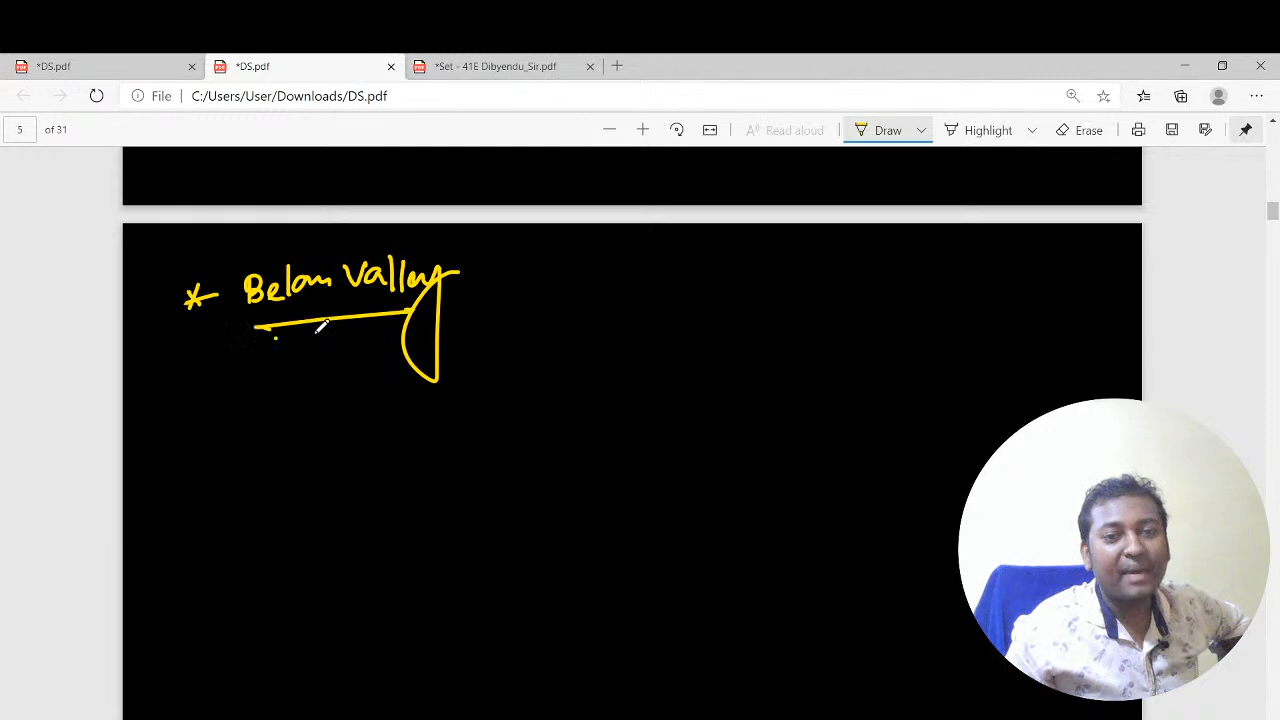 *DS.pdf
*DS.pdf
*Set - 41E Dibyendu_Sir.pdf
File C:/Users/User/Downloads/DS.pdf
5 of 31 Read aloud Draw Highlight Erase
* Belan Valley